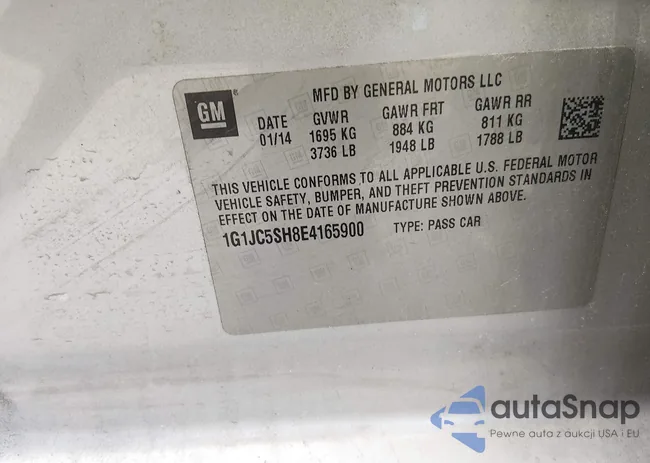 GM
MFD BY GENERAL MOTORS LLC
DATE GVWR GAWR FRT GAWR RR
01/14 1695 KG 884 KG 811 KG
3736 LB 1948 LB 1788 LB
THIS VEHICLE CONFORMS TO ALL APPLICABLE U.S. FEDERAL MOTOR
VEHICLE SAFETY, BUMPER, AND THEFT PREVENTION STANDARDS IN
EFFECT ON THE DATE OF MANUFACTURE SHOWN ABOVE.
1G1JC5SH8E4165900 TYPE: PASS CAR
autaSnap
Pewne auta z aukcji USA i EU